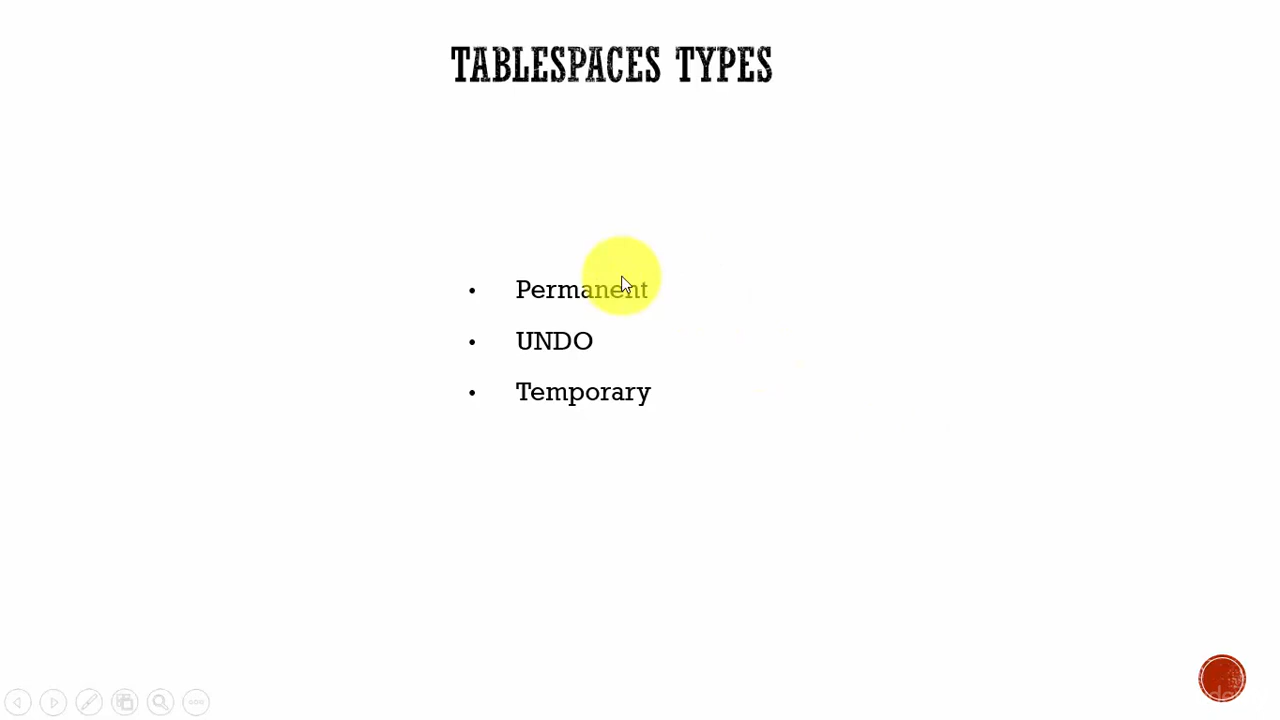 TABLESPACES TYPES
• Permanent
• UNDO
• Temporary